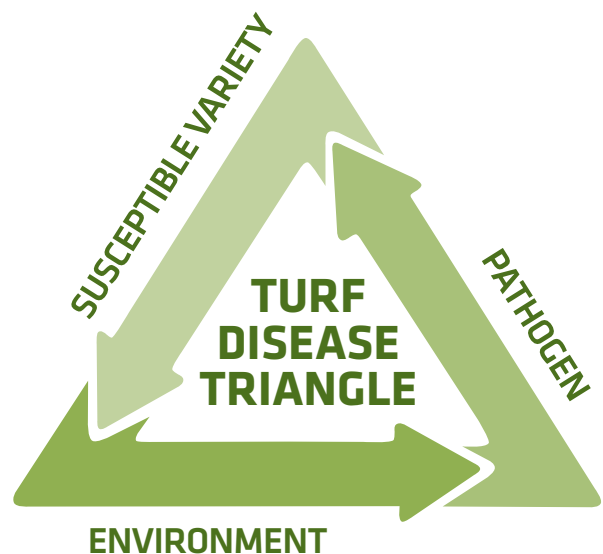 SUSCEPTIBLE VARIETY
PATHOGEN
TURF
DISEASE
TRIANGLE
ENVIRONMENT